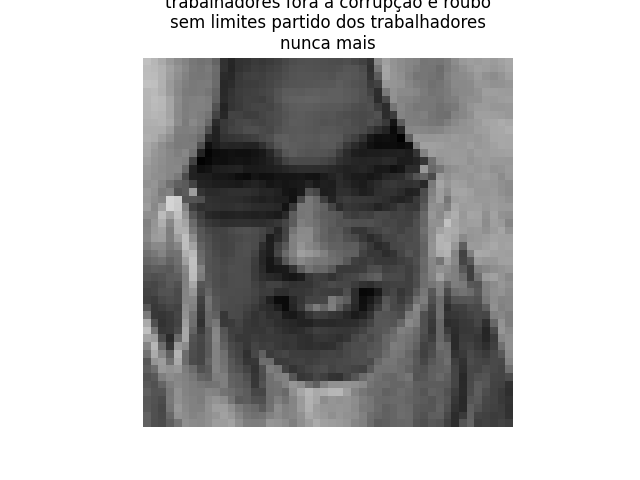 trabalhadores fora a corrupção e roubo
sem limites partido dos trabalhadores
nunca mais